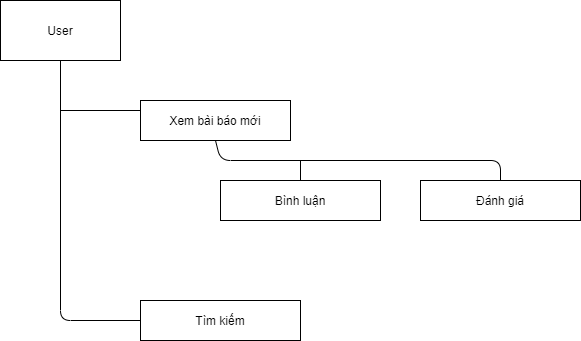 User
Xem bài báo mới
Bình luận
Đánh giá
Tìm kiếm